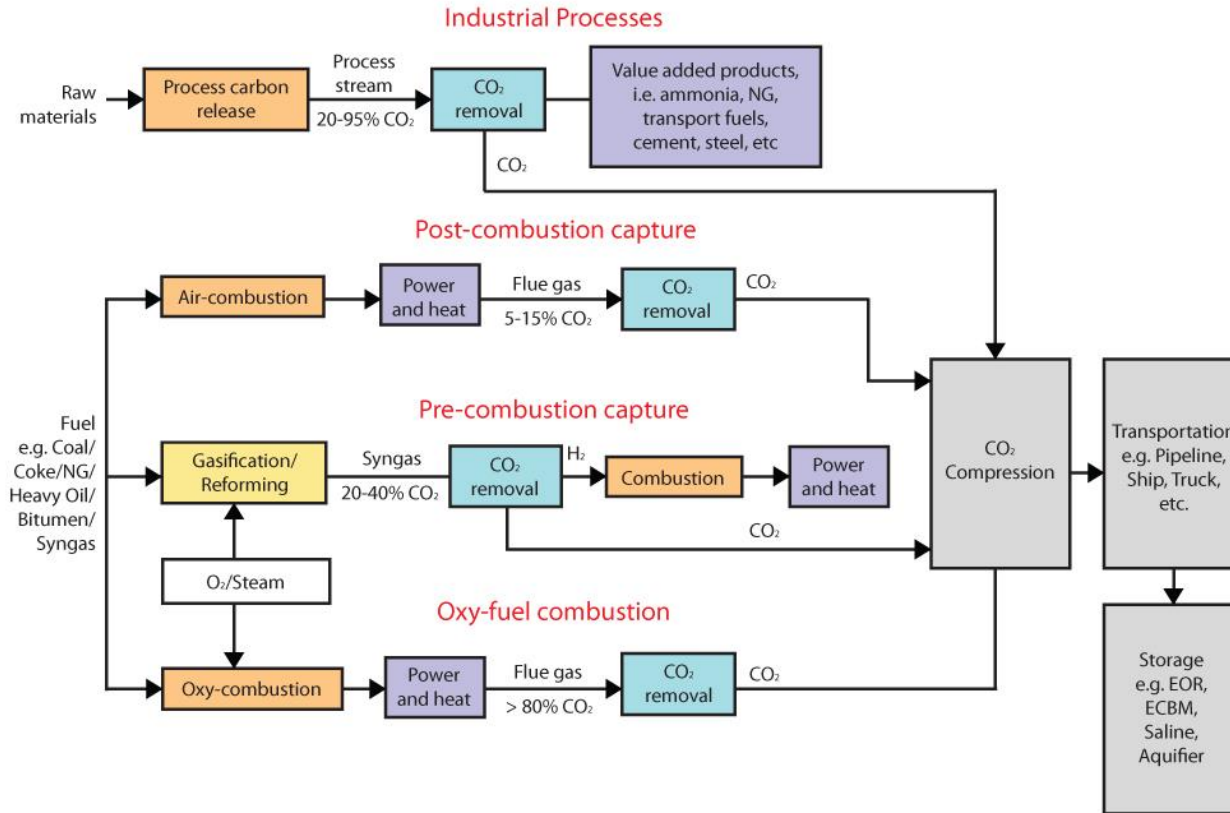 Industrial Processes
Raw
materials
Process carbon
release
Process
stream
20-95% CO₂
CO₂
removal
Value added products,
i.e. ammonia, NG,
transport fuels,
cement, steel, etc
CO₂
Post-combustion capture
Air-combustion
Power
and heat
Flue gas
5-15% CO₂
CO₂
removal
CO₂
Fuel
e.g. Coal/
Coke/NG/
Heavy Oil/
Bitumen/
Syngas
Pre-combustion capture
Gasification/
Reforming
Syngas
20-40% CO₂
CO₂
removal
H₂
Combustion
Power
and heat
CO₂
O₂/Steam
Oxy-fuel combustion
Oxy-combustion
Power
and heat
Flue gas
> 80% CO₂
CO₂
removal
CO₂
CO₂
Compression
Transportation
e.g. Pipeline,
Ship, Truck,
etc.
Storage
e.g. EOR,
ECBM,
Saline,
Aquifier